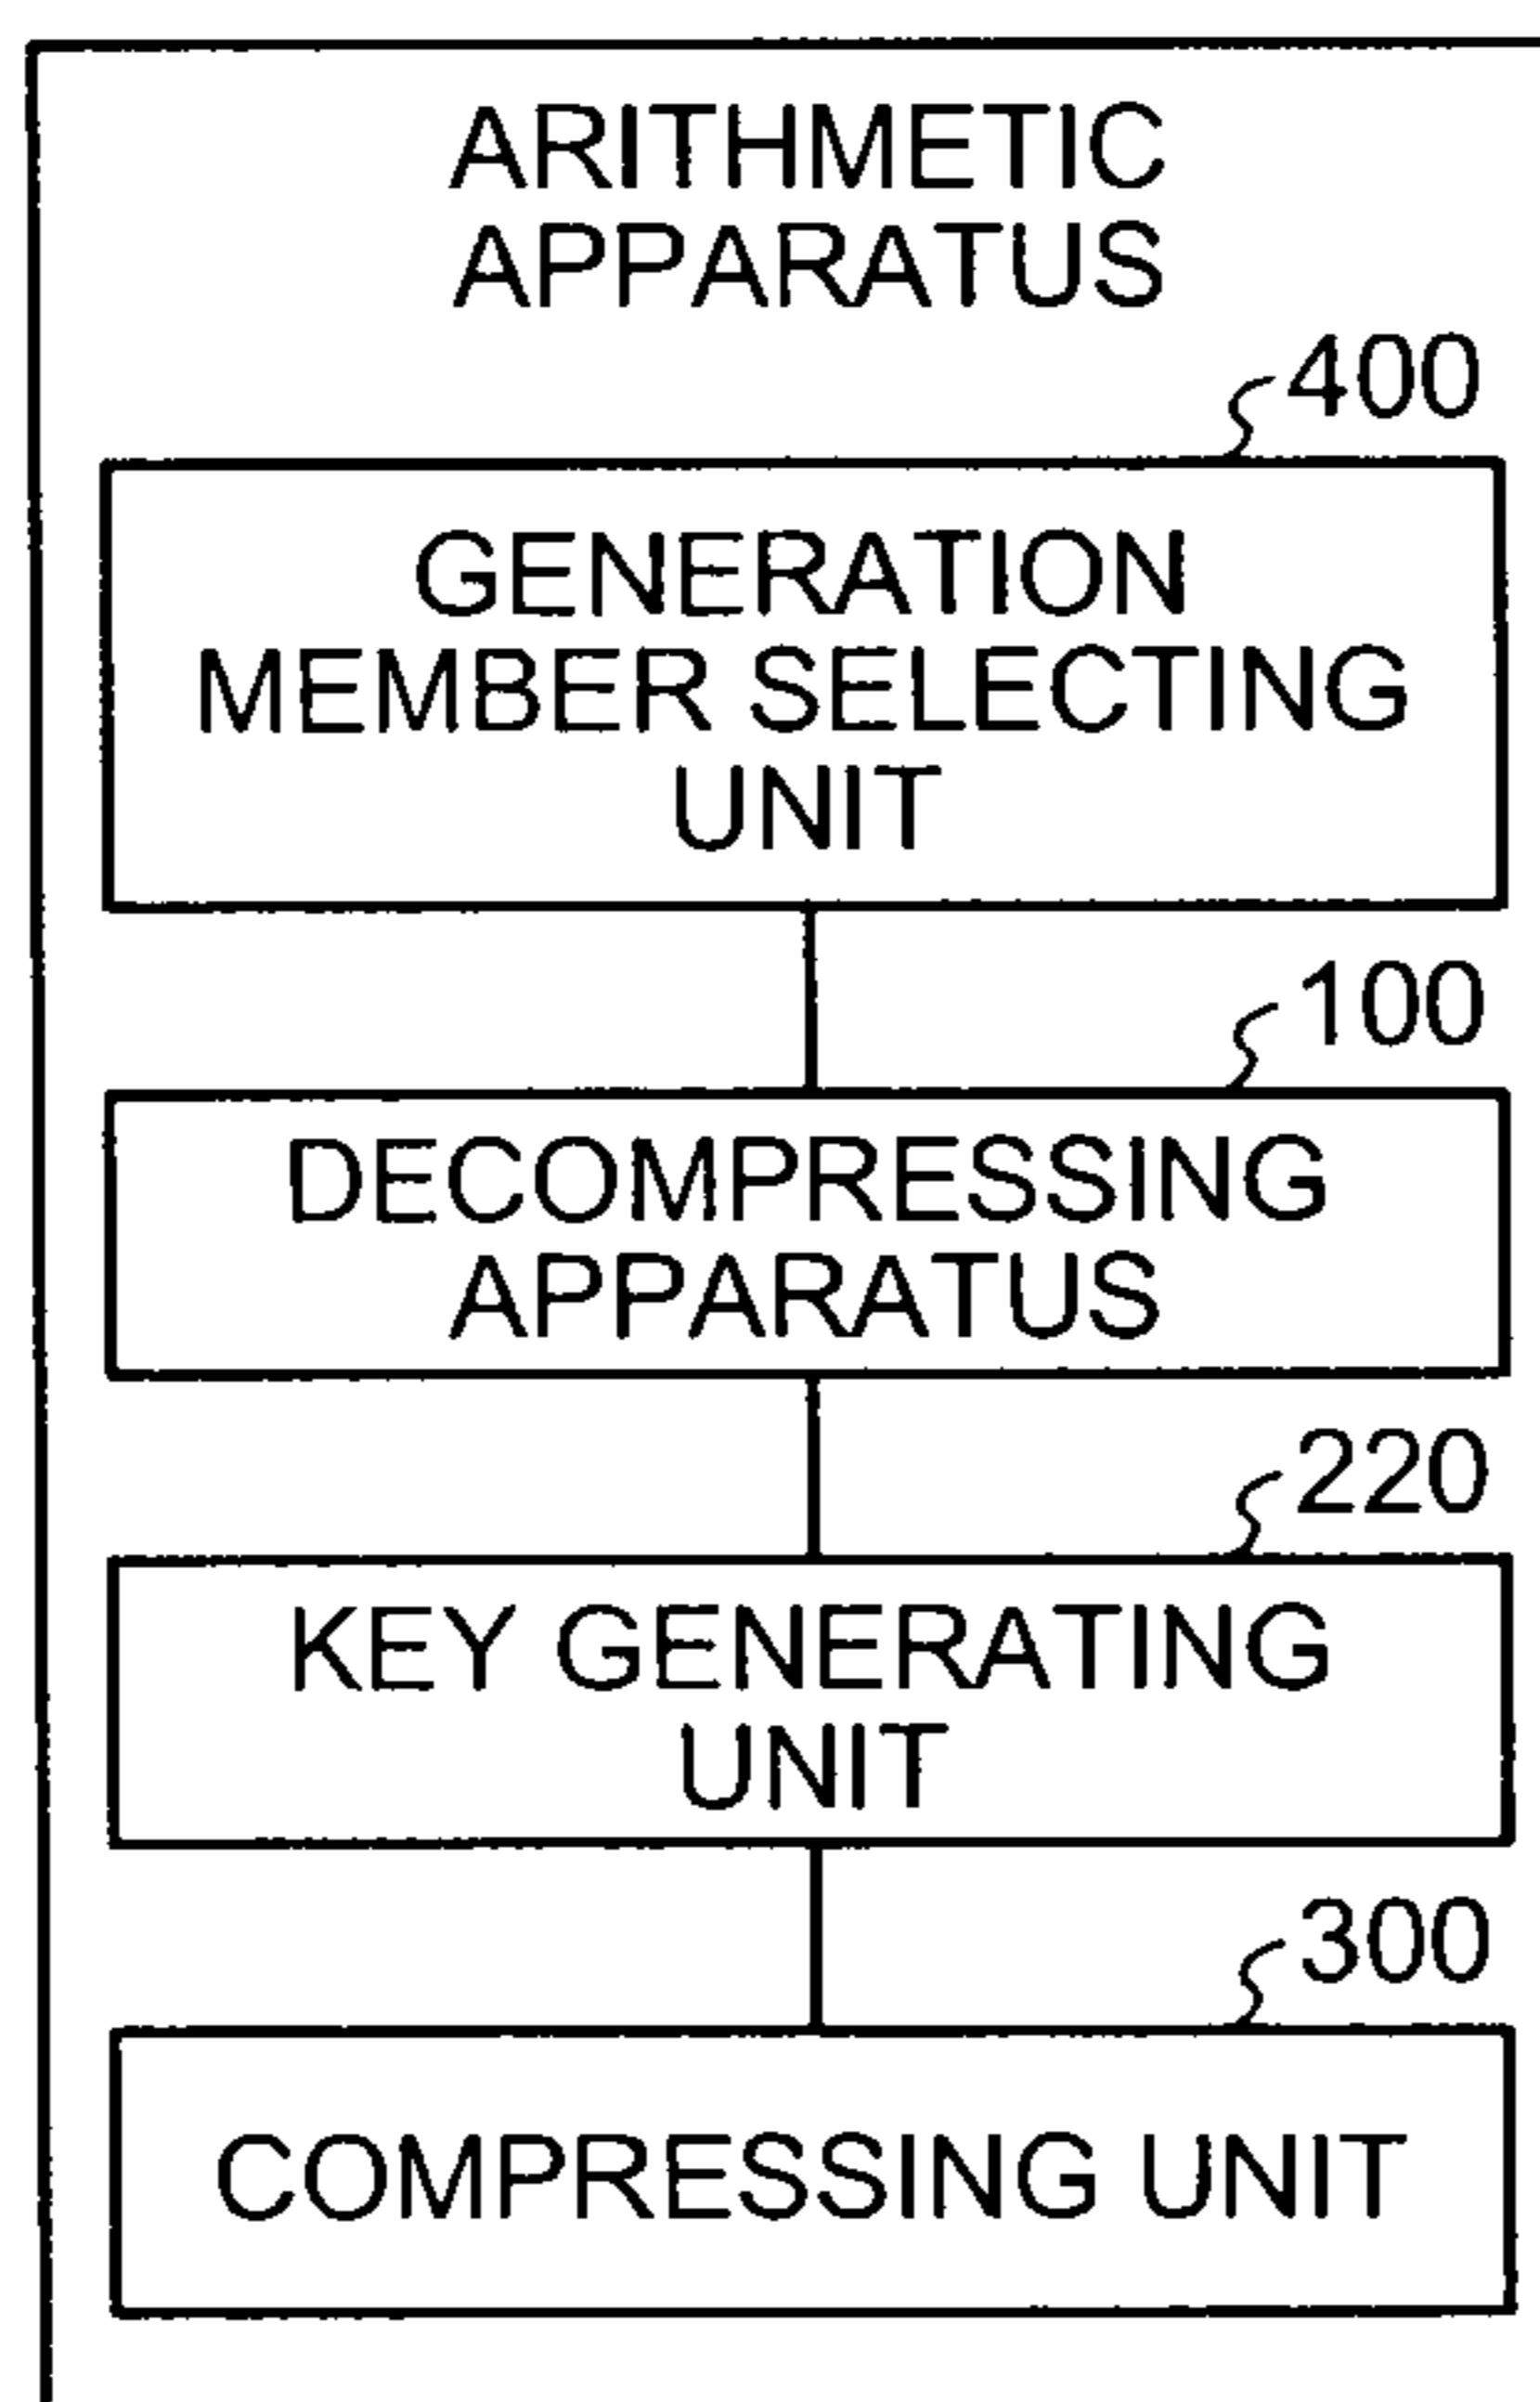 ARITHMETIC
APPARATUS
400
GENERATION
MEMBER SELECTING
UNIT
100
DECOMPRESSING
APPARATUS
220
KEY GENERATING
UNIT
300
COMPRESSING UNIT